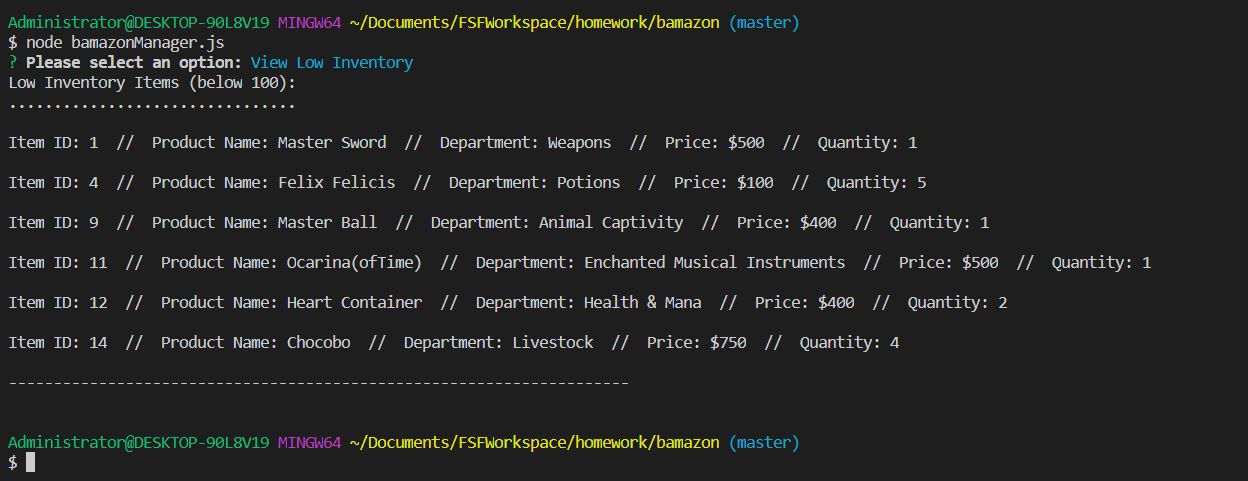 Administrator@DESKTOP-90L8V19 MINGW64 ~/Documents/FSFWorkspace/homework/bamazon (master)
$ node bamazonManager.js
? Please select an option: View Low Inventory
Low Inventory Items (below 100):
................................
Item ID: 1  //  Product Name: Master Sword  //  Department: Weapons  //  Price: $500  //  Quantity: 1
Item ID: 4  //  Product Name: Felix Felicis  //  Department: Potions  //  Price: $100  //  Quantity: 5
Item ID: 9  //  Product Name: Master Ball  //  Department: Animal Captivity  //  Price: $400  //  Quantity: 1
Item ID: 11  //  Product Name: Ocarina(ofTime)  //  Department: Enchanted Musical Instruments  //  Price: $500  //  Quantity: 1
Item ID: 12  //  Product Name: Heart Container  //  Department: Health & Mana  //  Price: $400  //  Quantity: 2
Item ID: 14  //  Product Name: Chocobo  //  Department: Livestock  //  Price: $750  //  Quantity: 4
---------------------------------------------------------------------
Administrator@DESKTOP-90L8V19 MINGW64 ~/Documents/FSFWorkspace/homework/bamazon (master)
$